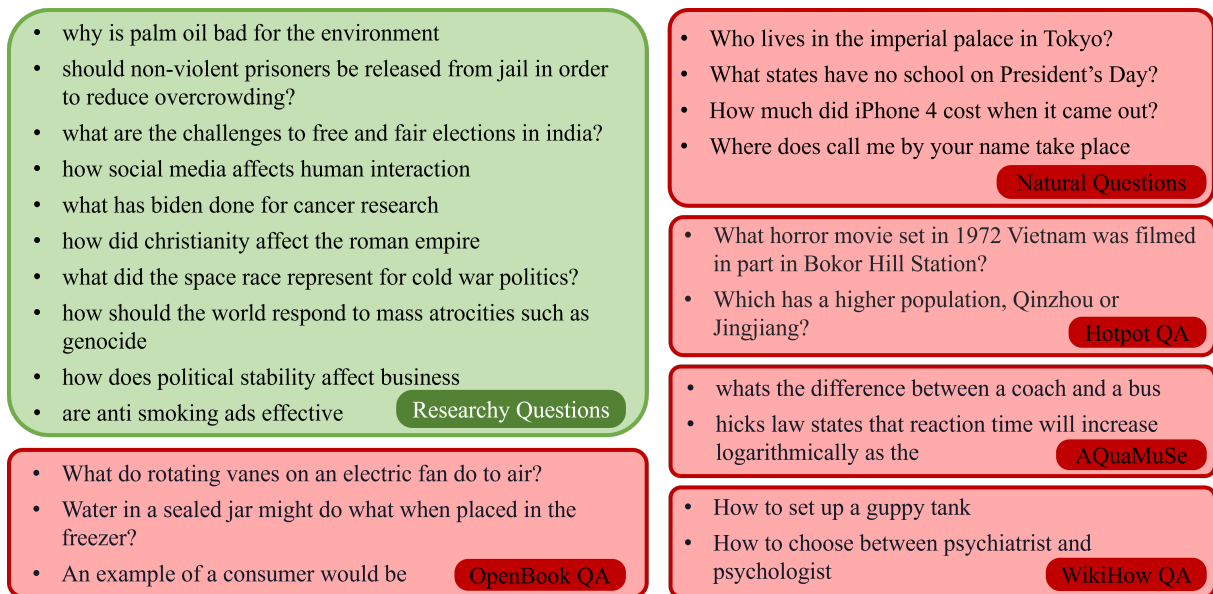 • why is palm oil bad for the environment
• should non-violent prisoners be released from jail in order
to reduce overcrowding?
• what are the challenges to free and fair elections in india?
• how social media affects human interaction
• what has biden done for cancer research
• how did christianity affect the roman empire
• what did the space race represent for cold war politics?
• how should the world respond to mass atrocities such as
genocide
• how does political stability affect business
• are anti smoking ads effective
Researchy Questions
• What do rotating vanes on an electric fan do to air?
• Water in a sealed jar might do what when placed in the
freezer?
• An example of a consumer would be
OpenBook QA
• Who lives in the imperial palace in Tokyo?
• What states have no school on President’s Day?
• How much did iPhone 4 cost when it came out?
• Where does call me by your name take place
Natural Questions
• What horror movie set in 1972 Vietnam was filmed
in part in Bokor Hill Station?
• Which has a higher population, Qinzhou or
Jingjiang?
Hotpot QA
• whats the difference between a coach and a bus
• hicks law states that reaction time will increase
logarithmically as the
AQuaMuSe
• How to set up a guppy tank
• How to choose between psychiatrist and
psychologist
WikiHow QA